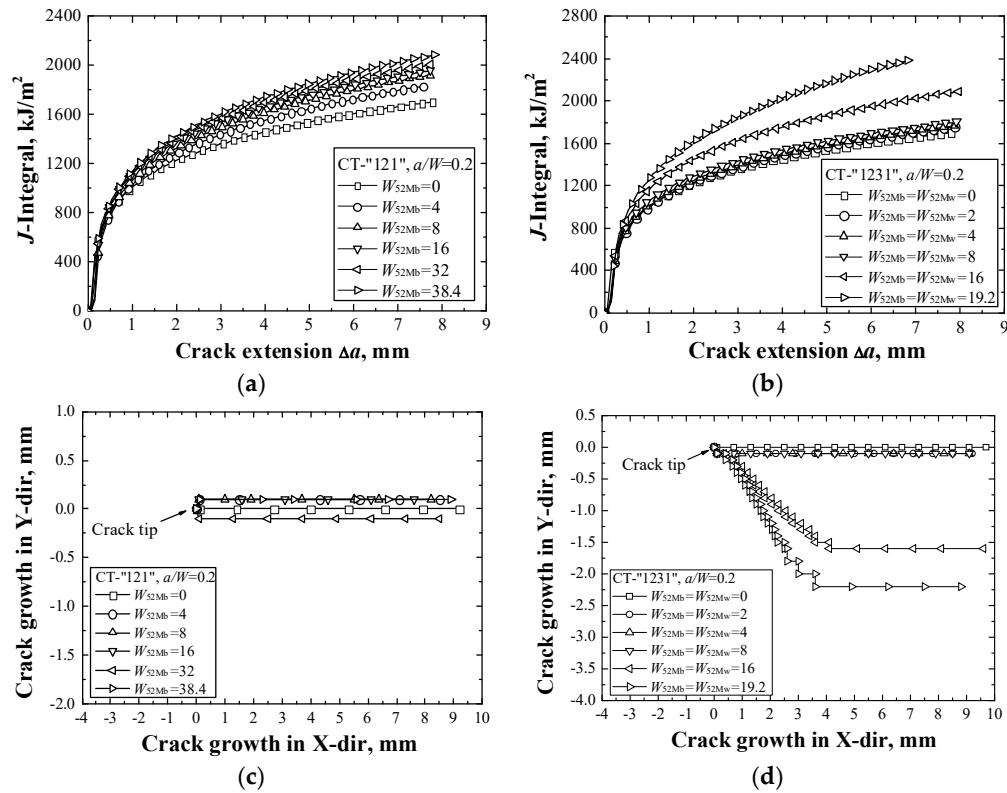 2400
2000
1600
1200
800
400
0
J-Integral, kJ/m²
CT-"121", a/W=0.2
W52Mb=0
W52Mb=4
W52Mb=8
W52Mb=16
W52Mb=32
W52Mb=38.4
0 1 2 3 4 5 6 7 8 9
Crack extension Δa, mm
(a)
2800
2400
2000
1600
1200
800
400
0
J-Integral, kJ/m²
CT-"1231", a/W=0.2
W52Mb=W52Mw=0
W52Mb=W52Mw=2
W52Mb=W52Mw=4
W52Mb=W52Mw=8
W52Mb=W52Mw=16
W52Mb=W52Mw=19.2
0 1 2 3 4 5 6 7 8 9
Crack extension Δa, mm
(b)
1.0
0.5
0.0
-0.5
-1.0
-1.5
-2.0
Crack growth in Y-dir, mm
Crack tip
CT-"121", a/W=0.2
W52Mb=0
W52Mb=4
W52Mb=8
W52Mb=16
W52Mb=32
W52Mb=38.4
-4 -3 -2 -1 0 1 2 3 4 5 6 7 8 9 10
Crack growth in X-dir, mm
(c)
0.5
0.0
-0.5
-1.0
-1.5
-2.0
-2.5
-3.0
-3.5
-4.0
Crack growth in Y-dir, mm
Crack tip
CT-"1231", a/W=0.2
W52Mb=W52Mw=0
W52Mb=W52Mw=2
W52Mb=W52Mw=4
W52Mb=W52Mw=8
W52Mb=W52Mw=16
W52Mb=W52Mw=19.2
-4 -3 -2 -1 0 1 2 3 4 5 6 7 8 9 10
Crack growth in X-dir, mm
(d)